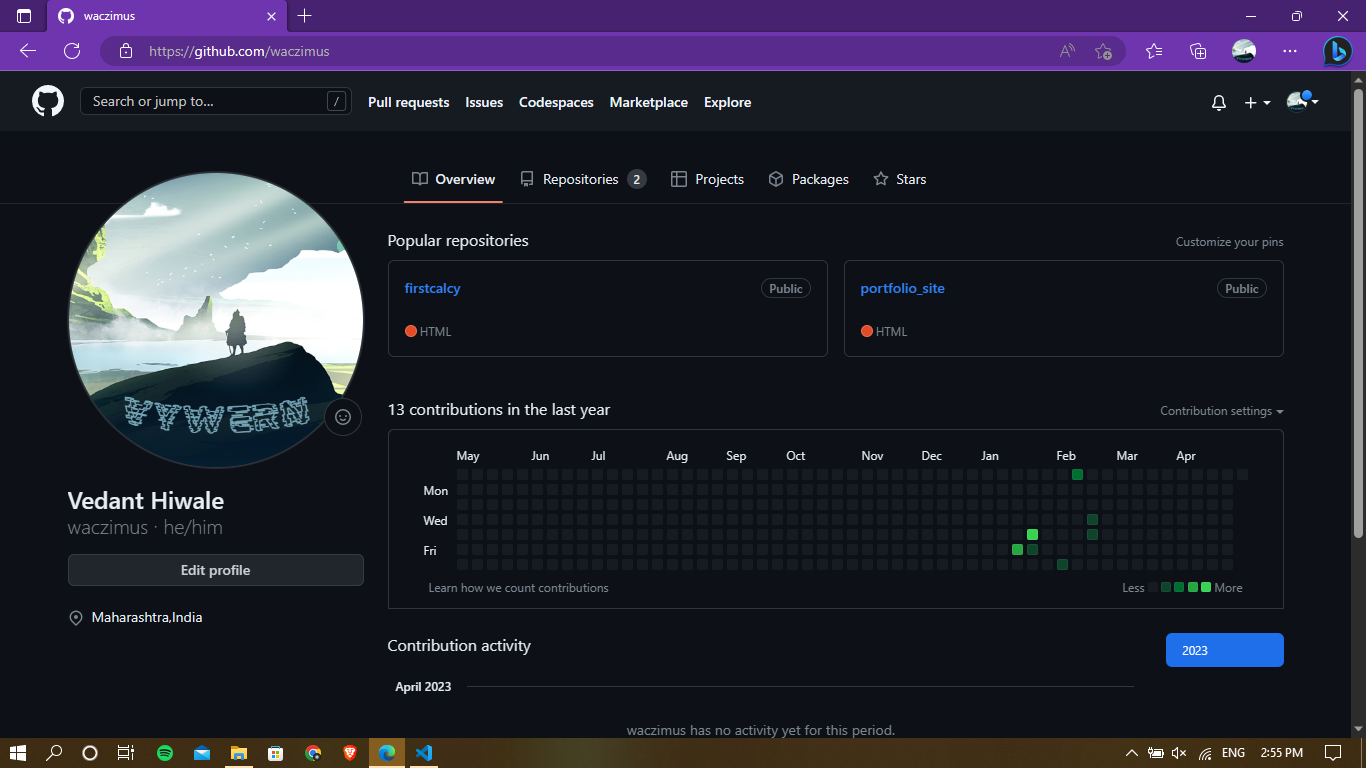 waczimus
https://github.com/waczimus
Search or jump to...
/
Pull requests
Issues
Codespaces
Marketplace
Explore
Overview
Repositories 2
Projects
Packages
Stars
VYWERN
Vedant Hiwale
waczimus · he/him
Edit profile
Maharashtra,India
Popular repositories
Customize your pins
firstcalcy
Public
HTML
portfolio_site
Public
HTML
13 contributions in the last year
Contribution settings
May Jun Jul Aug Sep Oct Nov Dec Jan Feb Mar Apr
Mon
Wed
Fri
Learn how we count contributions
Less
More
Contribution activity
2023
April 2023
waczimus has no activity yet for this period.
ENG
2:55 PM